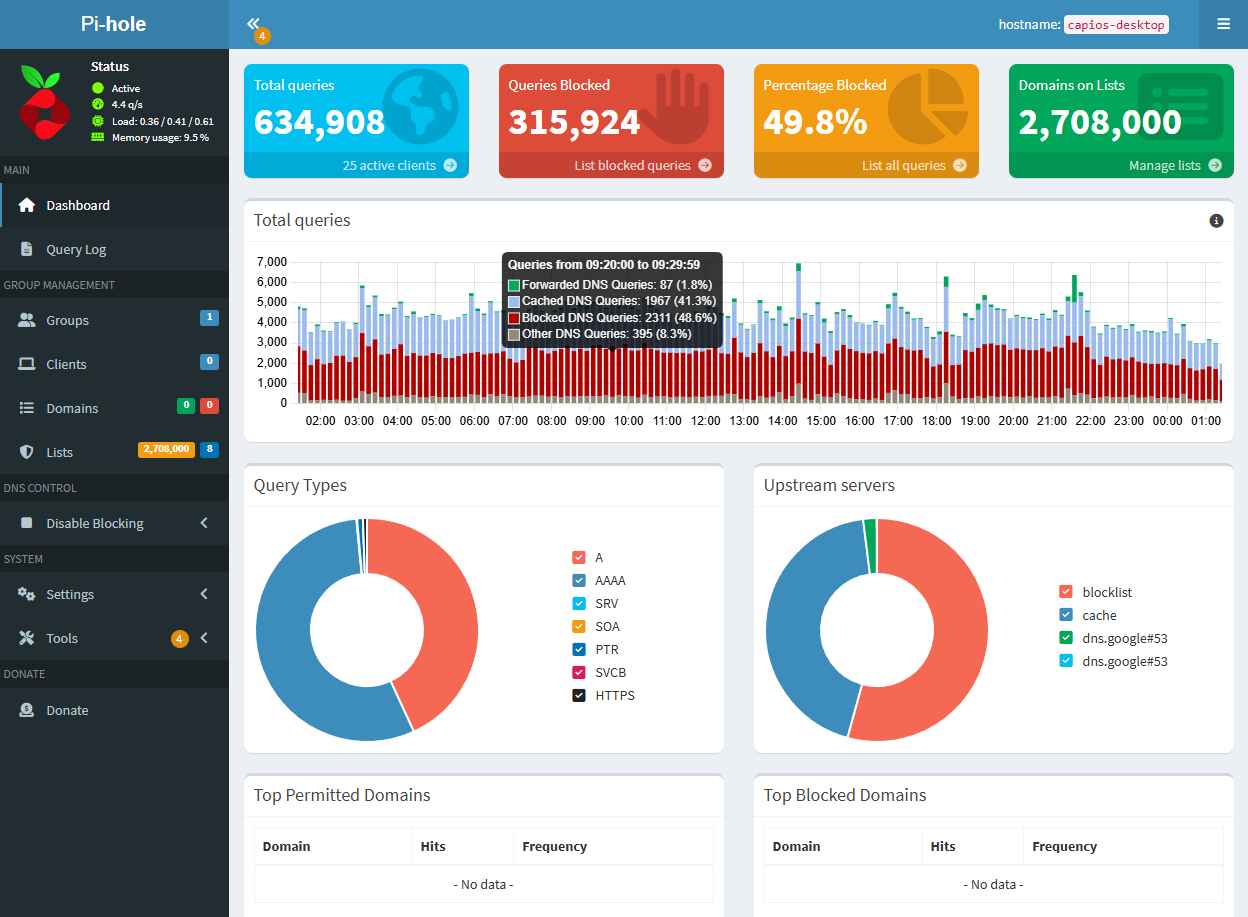 Pi-hole
4
hostname: capios-desktop
Status
Active
4.4 q/s
Load: 0.36 / 0.41 / 0.61
Memory usage: 9.5 %
MAIN
Dashboard
Query Log
GROUP MANAGEMENT
Groups 1
Clients 0
Domains 0 0
Lists 2,708,000 8
DNS CONTROL
Disable Blocking
SYSTEM
Settings
Tools 4
DONATE
Donate
Total queries
634,908
25 active clients
Queries Blocked
315,924
List blocked queries
Percentage Blocked
49.8%
List all queries
Domains on Lists
2,708,000
Manage lists
Total queries
7,000
6,000
5,000
4,000
3,000
2,000
1,000
0
Queries from 09:20:00 to 09:29:59
Forwarded DNS Queries: 87 (1.8%)
Cached DNS Queries: 1967 (41.3%)
Blocked DNS Queries: 2311 (48.6%)
Other DNS Queries: 395 (8.3%)
02:00 03:00 04:00 05:00 06:00 07:00 08:00 09:00 10:00 11:00 12:00 13:00 14:00 15:00 16:00 17:00 18:00 19:00 20:00 21:00 22:00 23:00 00:00 01:00
Query Types
A
AAAA
SRV
SOA
PTR
SVCB
HTTPS
Upstream servers
blocklist
cache
dns.google#53
dns.google#53
Top Permitted Domains
Domain Hits Frequency
- No data -
Top Blocked Domains
Domain Hits Frequency
- No data -